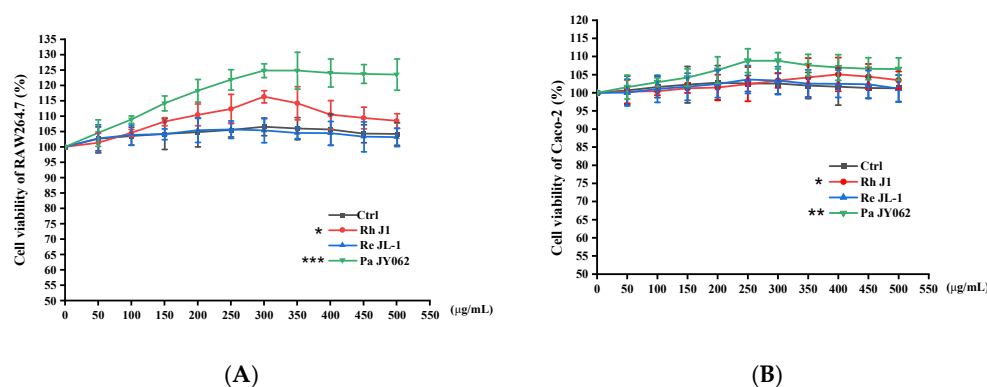 Cell viability of RAW264.7 (%)
130
125
120
115
110
105
100
95
90
85
80
75
70
65
60
55
50
Ctrl
* Rh J1
Re JL-1
*** Pa JY062
0 50 100 150 200 250 300 350 400 450 500 550 (μg/mL)
(A)
Cell viability of Caco-2 (%)
120
115
110
105
100
95
90
85
80
75
70
65
60
55
50
Ctrl
* Rh J1
Re JL-1
** Pa JY062
0 50 100 150 200 250 300 350 400 450 500 550 (μg/mL)
(B)